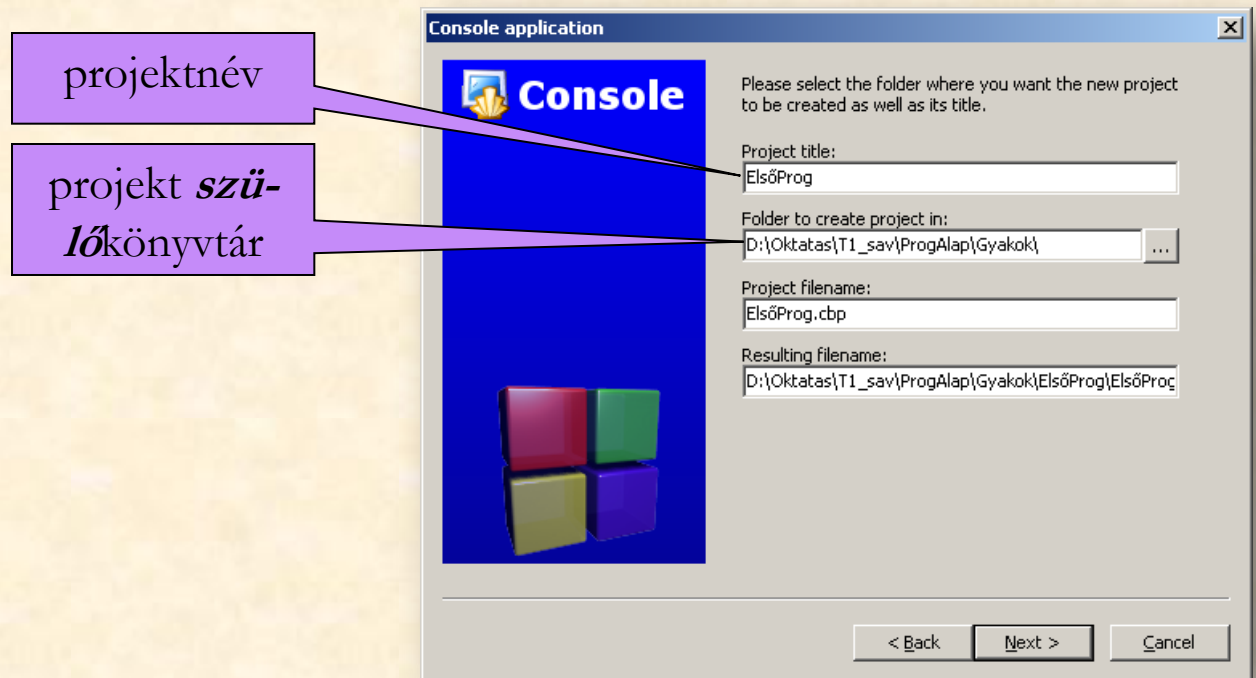 projektnév
projekt szü-
lőkönyvtár
Console application
Console
Please select the folder where you want the new project
to be created as well as its title.
Project title:
ElsőProg
Folder to create project in:
D:\Oktatas\T1_sav\ProgAlap\Gyakok\
...
Project filename:
ElsőProg.cbp
Resulting filename:
D:\Oktatas\T1_sav\ProgAlap\Gyakok\ElsőProg\ElsőProg
< Back
Next >
Cancel